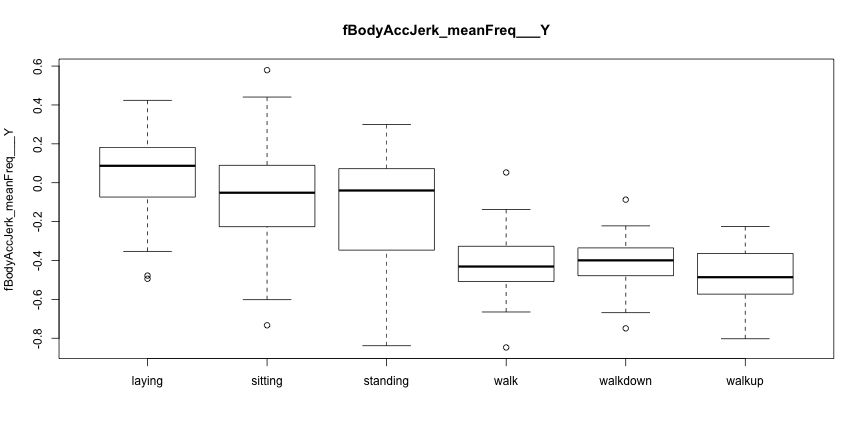 fBodyAccJerk_meanFreq___Y
fBodyAccJerk_meanFreq___Y
0.6
0.4
0.2
0.0
-0.2
-0.4
-0.6
-0.8
laying sitting standing walk walkdown walkup